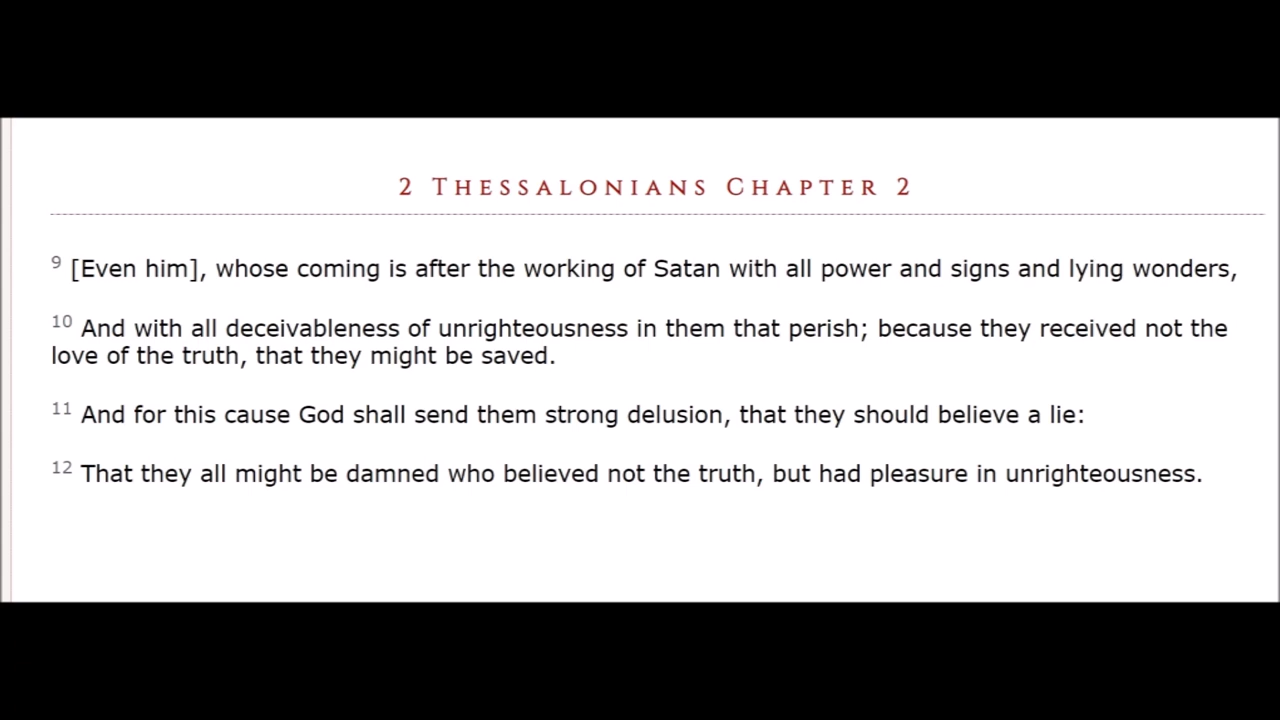 2 Thessalonians Chapter 2
9 [Even him], whose coming is after the working of Satan with all power and signs and lying wonders,
10 And with all deceivableness of unrighteousness in them that perish; because they received not the
love of the truth, that they might be saved.
11 And for this cause God shall send them strong delusion, that they should believe a lie:
12 That they all might be damned who believed not the truth, but had pleasure in unrighteousness.